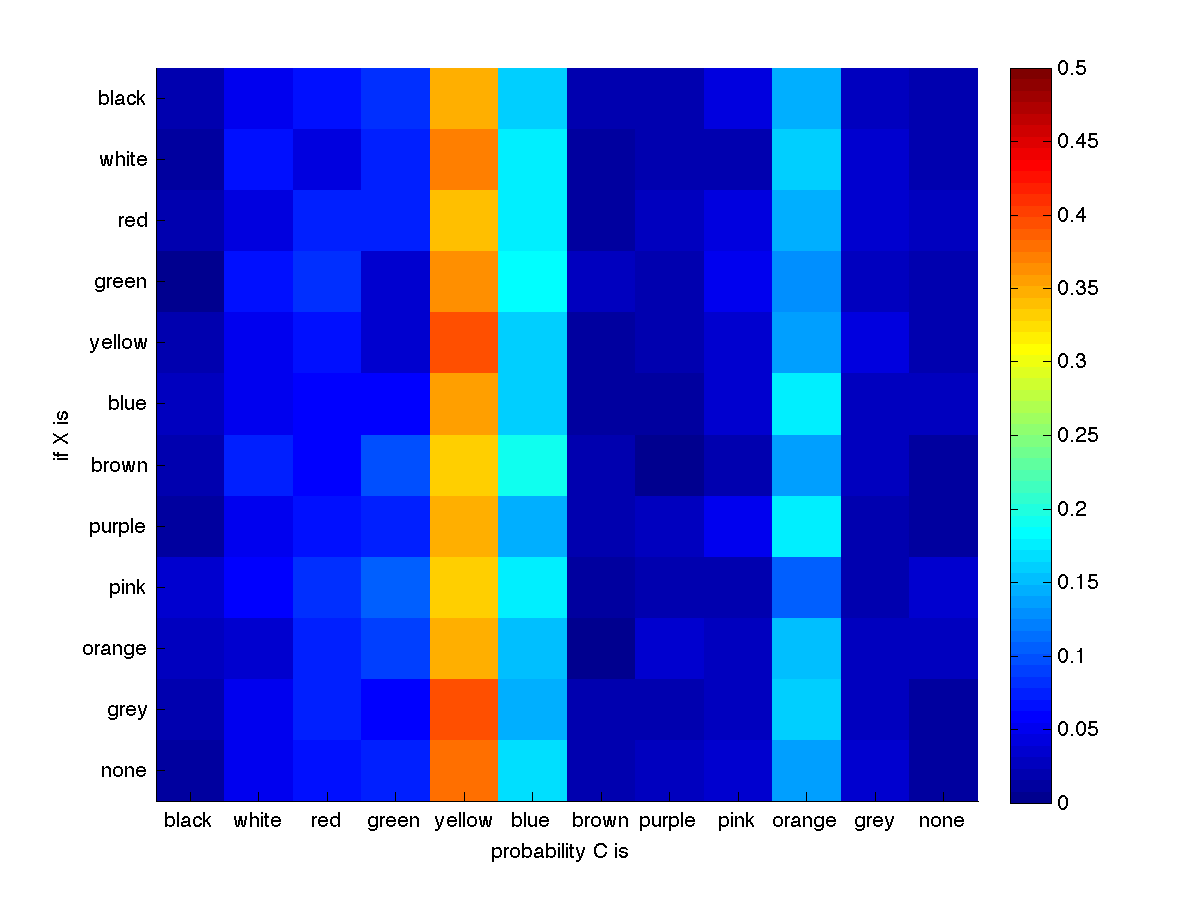 black
white
red
green
yellow
blue
brown
purple
pink
orange
grey
none
if X is
black white red green yellow blue brown purple pink orange grey none
probability C is
0.5
0.45
0.4
0.35
0.3
0.25
0.2
0.15
0.1
0.05
0